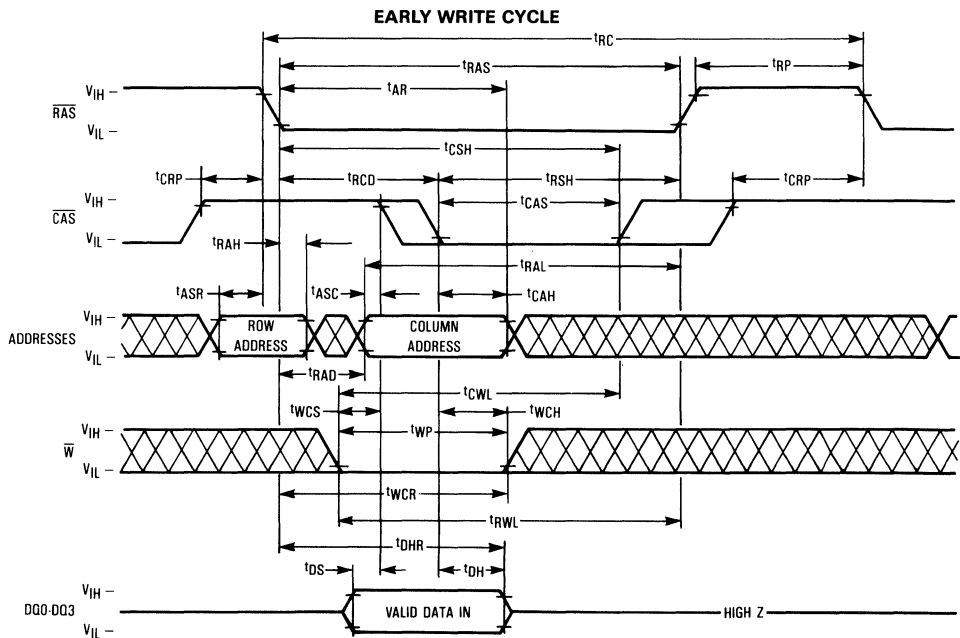 EARLY WRITE CYCLE
tRC
tRAS
tRP
tAR
VIH
RAS
VIL
tCSH
tCRP
tRCD
tRSH
tCRP
VIH
CAS
tCAS
VIL
tRAH
tRAL
tASR
tASC
tCAH
VIH
ADDRESSES
ROW ADDRESS
COLUMN ADDRESS
VIL
tRAD
tCWL
tWCS
tWCH
VIH
W
tWP
VIL
tWCR
tRWL
tDHR
tDS
tDH
VIH
DQ0-DQ3
VALID DATA IN
HIGH Z
VIL